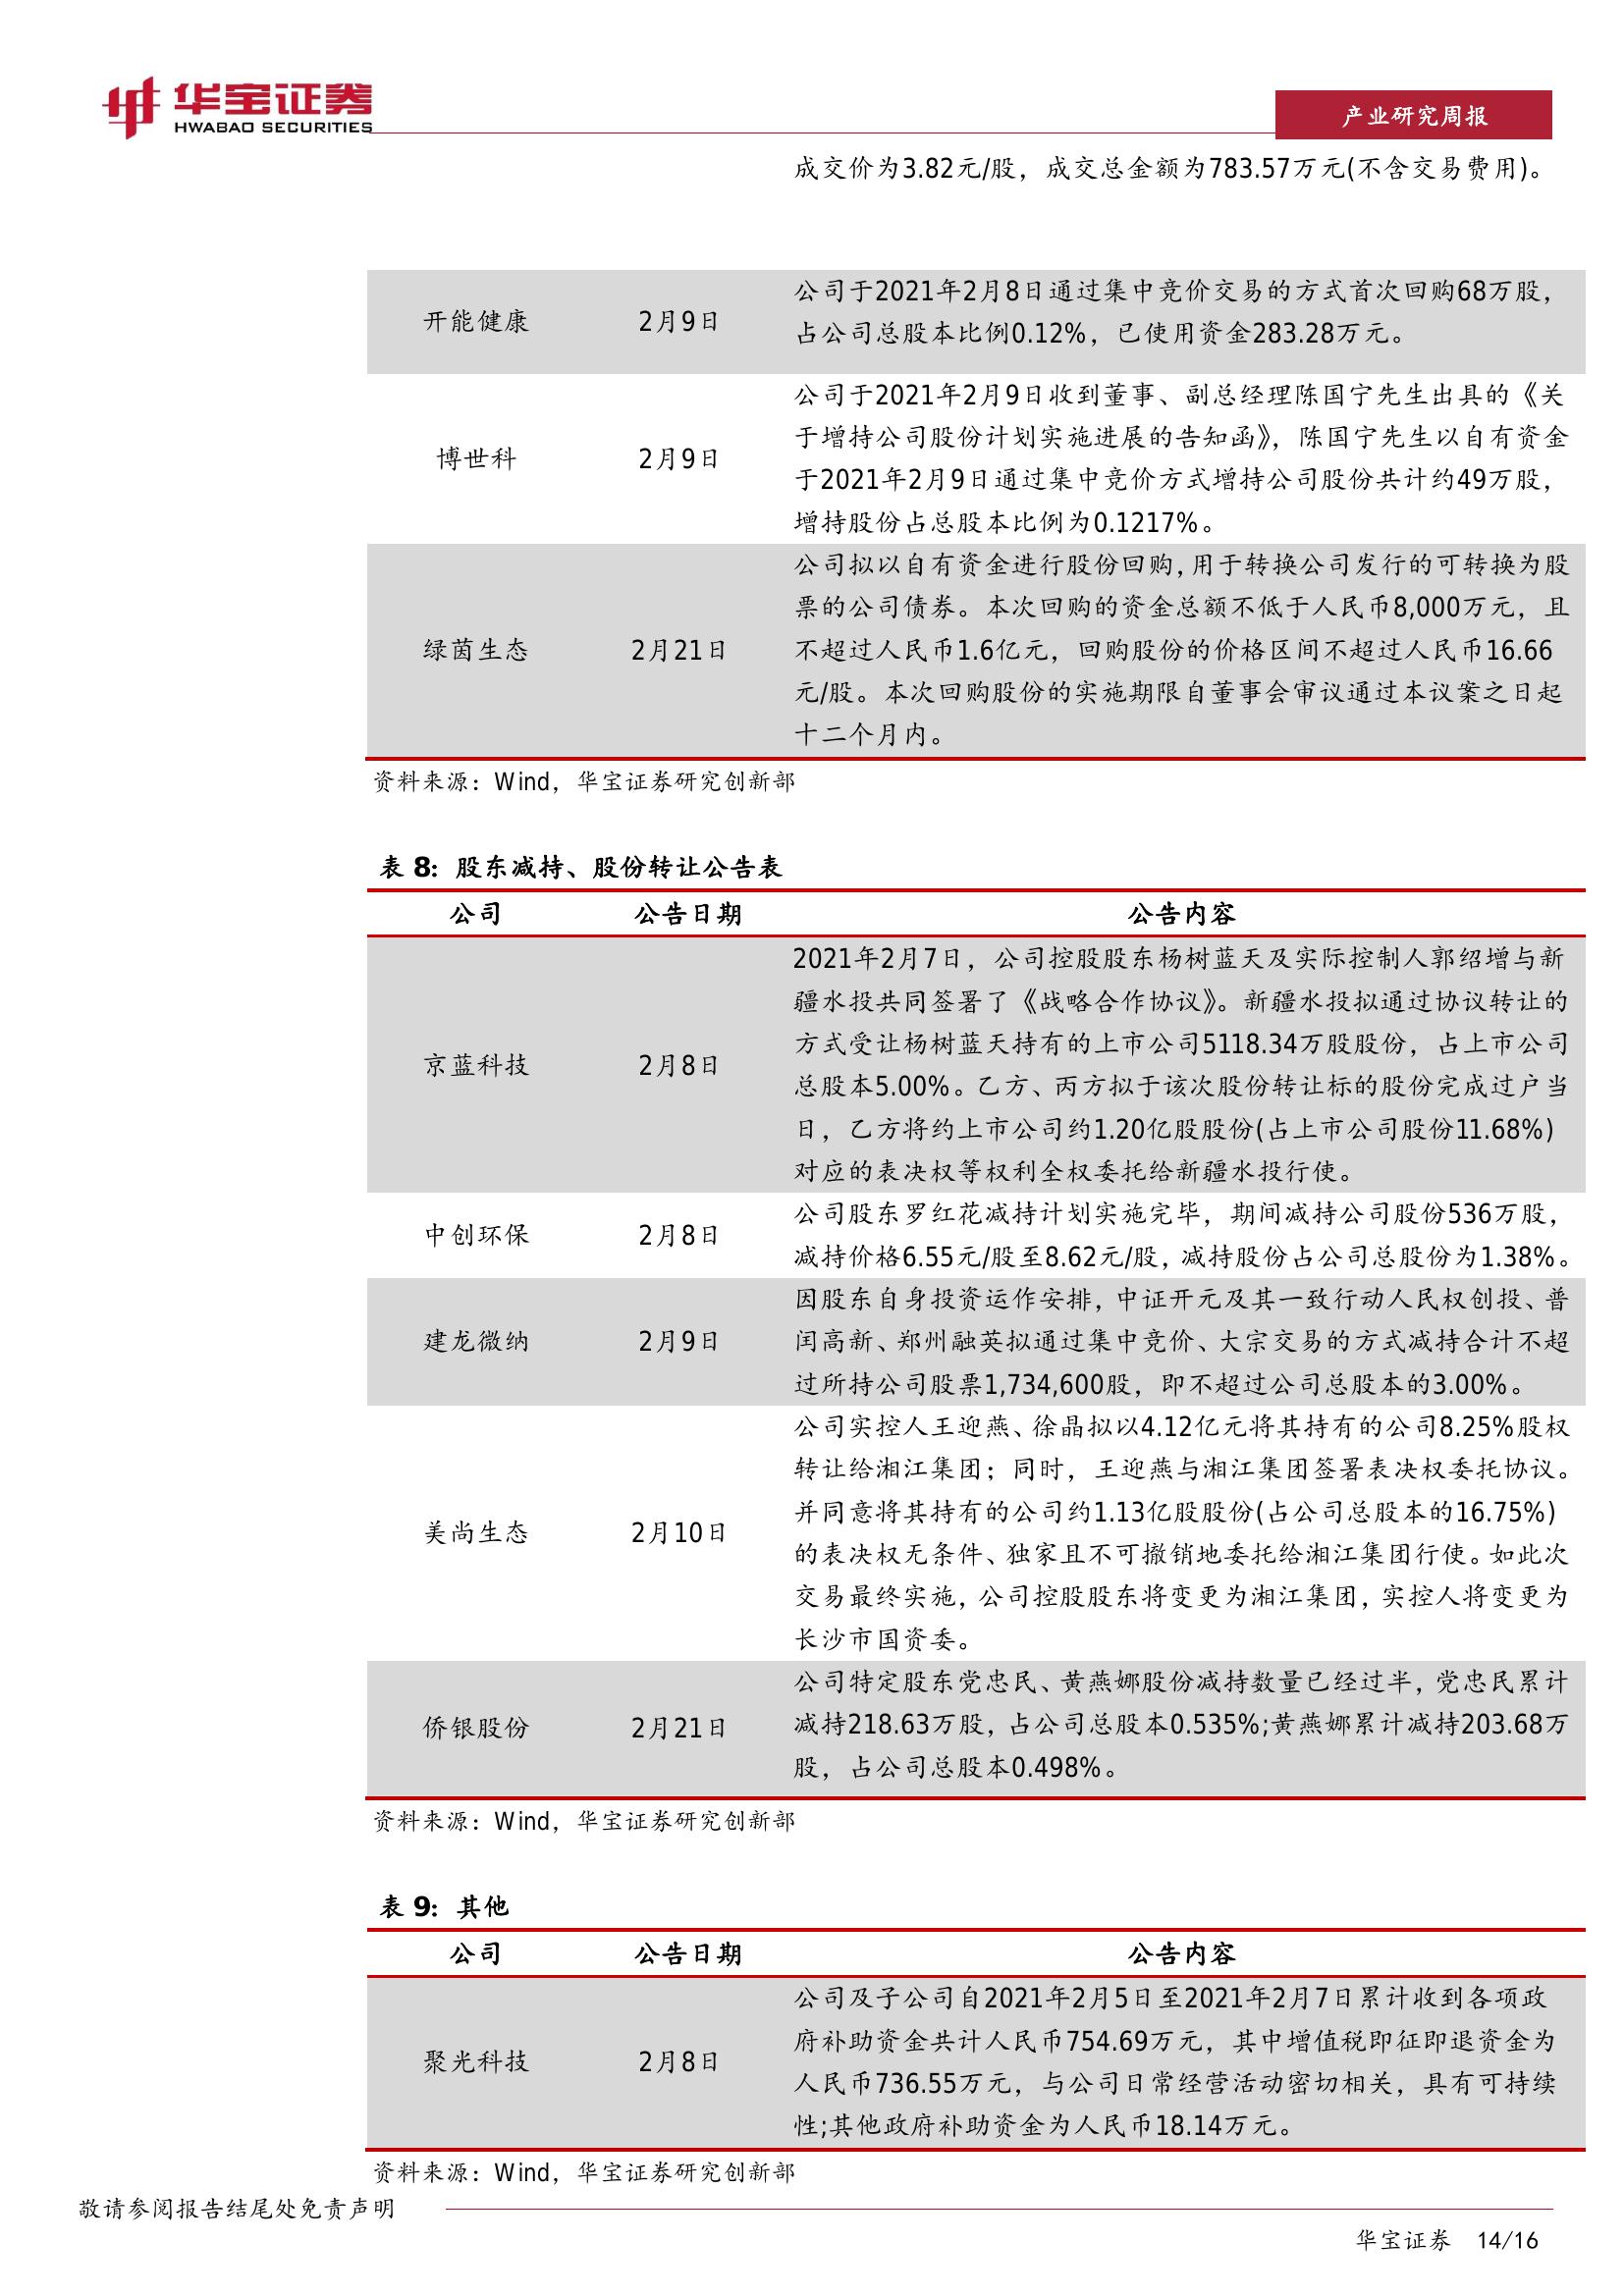 华宝证券
HWABAO SECURITIES
产业研究周报
成交价为3.82元/股，成交总金额为783.57万元(不含交易费用)。
开能健康 2月9日 公司于2021年2月8日通过集中竞价交易的方式首次回购68万股，
占公司总股本比例0.12%，已使用资金283.28万元。
博世科 2月9日 公司于2021年2月9日收到董事、副总经理陈国宁先生出具的《关
于增持公司股份计划实施进展的告知函》，陈国宁先生以自有资金
于2021年2月9日通过集中竞价方式增持公司股份共计约49万股，
增持股份占总股本比例为0.1217%。
绿茵生态 2月21日 公司拟以自有资金进行股份回购,用于转换公司发行的可转换为股
票的公司债券。本次回购的资金总额不低于人民币8,000万元，且
不超过人民币1.6亿元，回购股份的价格区间不超过人民币16.66
元/股。本次回购股份的实施期限自董事会审议通过本议案之日起
十二个月内。
资料来源：Wind，华宝证券研究创新部
表 8：股东减持、股份转让公告表
公司 公告日期 公告内容
京蓝科技 2月8日 2021年2月7日，公司控股股东杨树蓝天及实际控制人郭绍增与新
疆水投共同签署了《战略合作协议》。新疆水投拟通过协议转让的
方式受让杨树蓝天持有的上市公司5118.34万股股份，占上市公司
总股本5.00%。乙方、丙方拟于该次股份转让标的股份完成过户当
日，乙方将约上市公司约1.20亿股股份(占上市公司股份11.68%)
对应的表决权等权利全权委托给新疆水投行使。
中创环保 2月8日 公司股东罗红花减持计划实施完毕，期间减持公司股份536万股，
减持价格6.55元/股至8.62元/股，减持股份占公司总股份为1.38%。
建龙微纳 2月9日 因股东自身投资运作安排，中证开元及其一致行动人民权创投、普
闰高新、郑州融英拟通过集中竞价、大宗交易的方式减持合计不超
过所持公司股票1,734,600股，即不超过公司总股本的3.00%。
美尚生态 2月10日 公司实控人王迎燕、徐晶拟以4.12亿元将其持有的公司8.25%股权
转让给湘江集团；同时，王迎燕与湘江集团签署表决权委托协议。
并同意将其持有的公司约1.13亿股股份(占公司总股本的16.75%)
的表决权无条件、独家且不可撤销地委托给湘江集团行使。如此次
交易最终实施，公司控股股东将变更为湘江集团，实控人将变更为
长沙市国资委。
侨银股份 2月21日 公司特定股东党忠民、黄燕娜股份减持数量已经过半，党忠民累计
减持218.63万股，占公司总股本0.535%;黄燕娜累计减持203.68万
股，占公司总股本0.498%。
资料来源：Wind，华宝证券研究创新部
表 9：其他
公司 公告日期 公告内容
聚光科技 2月8日 公司及子公司自2021年2月5日至2021年2月7日累计收到各项政
府补助资金共计人民币754.69万元，其中增值税即征即退资金为
人民币736.55万元，与公司日常经营活动密切相关，具有可持续
性;其他政府补助资金为人民币18.14万元。
资料来源：Wind，华宝证券研究创新部
敬请参阅报告结尾处免责声明
华宝证券 14/16